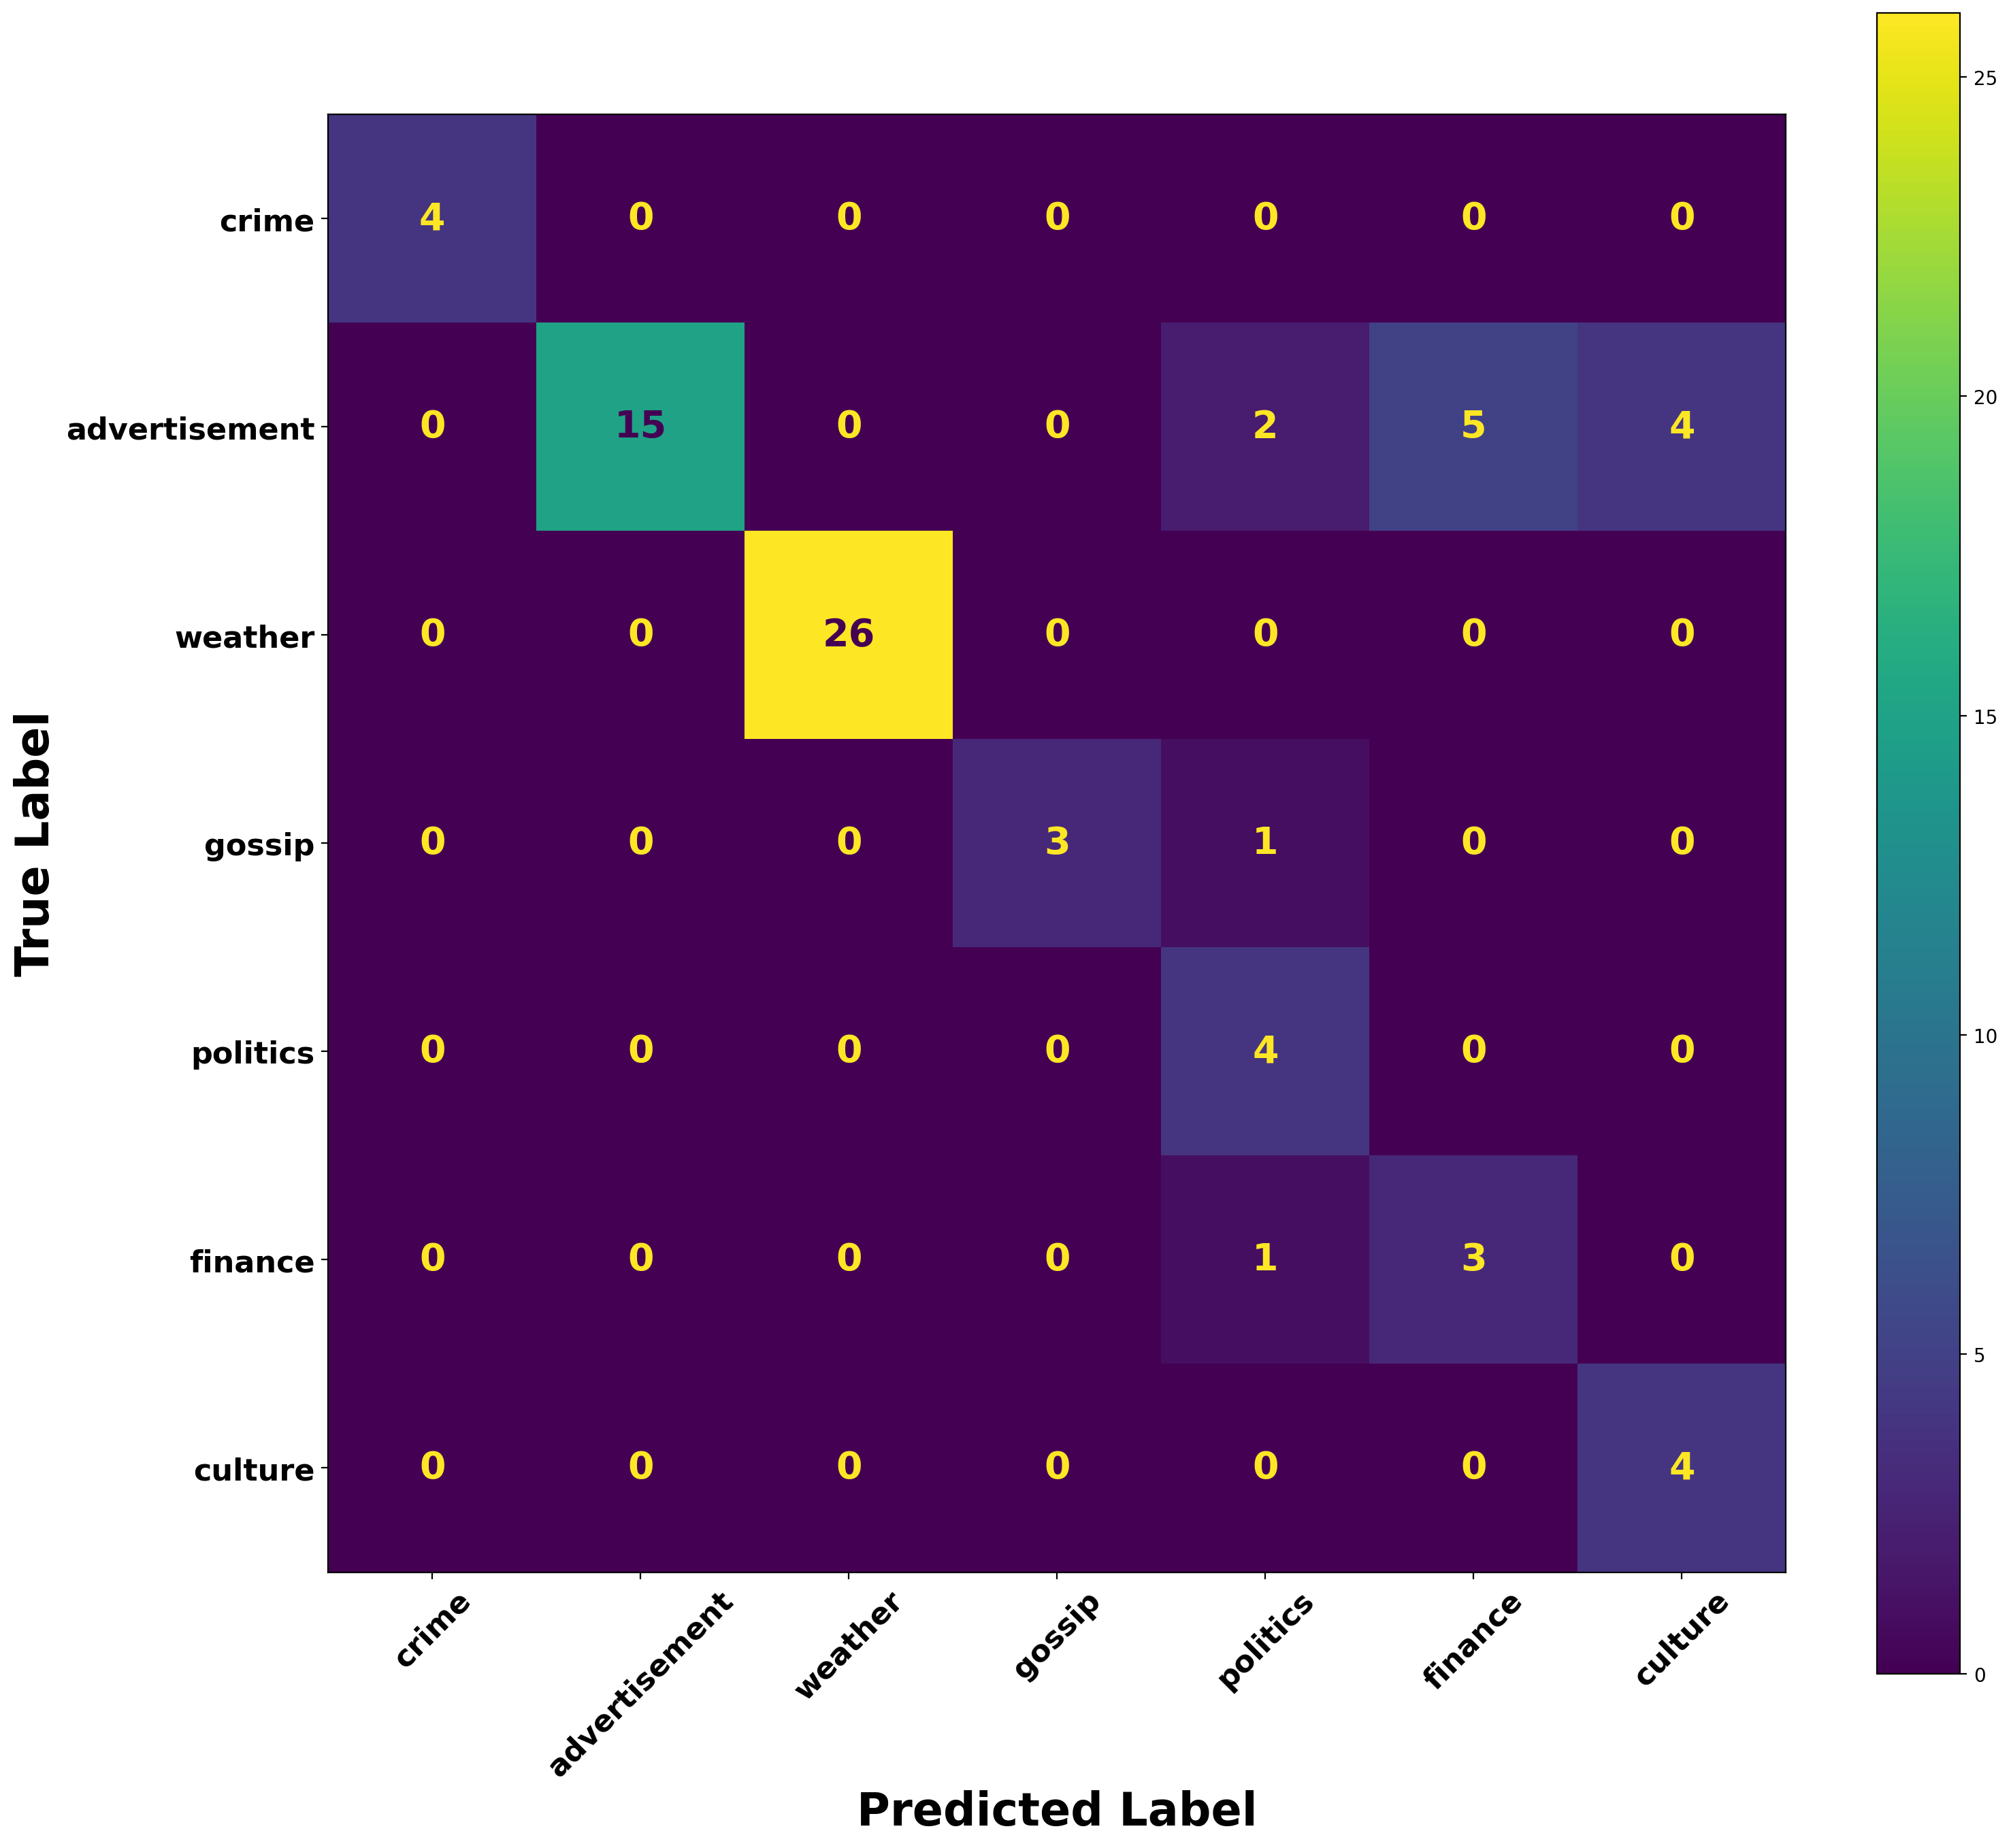 25
crime 4 0 0 0 0 0 0
20
advertisement 0 15 0 0 2 5 4
weather 0 0 26 0 0 0 0
15
True Label
gossip 0 0 0 3 1 0 0
10
politics 0 0 0 0 4 0 0
finance 0 0 0 0 1 3 0
5
culture 0 0 0 0 0 0 4
0
crime advertisement weather gossip politics finance culture
Predicted Label